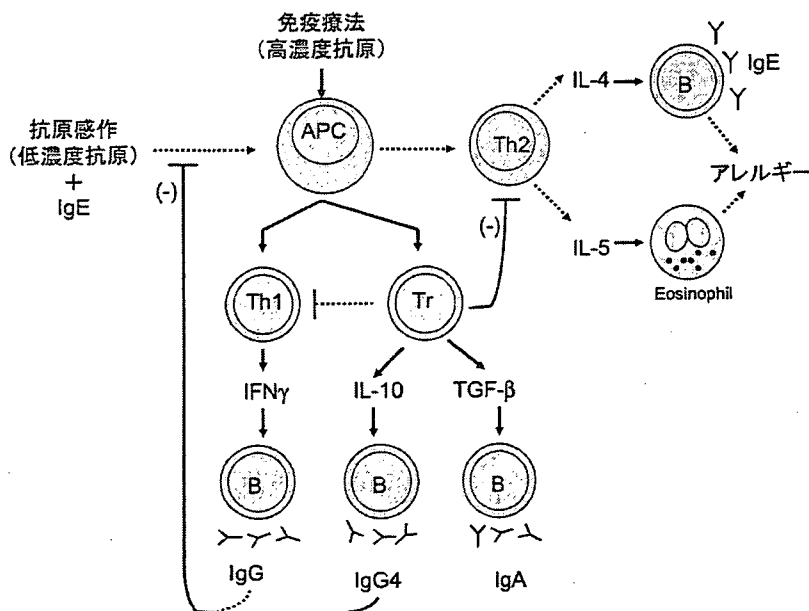 免疫療法
(高濃度抗原)
抗原感作
(低濃度抗原)
+
IgE
(-)
APC
Th2
IL-4
B
IgE
アレルギー
IL-5
Eosinophil
(-)
Th1
Tr
IFNγ
IL-10
TGF-β
B
B
B
IgG
IgG4
IgA